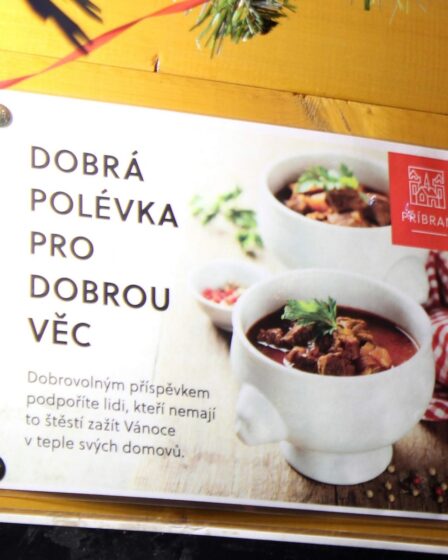 DOBRÁ
POLÉVKA
PRO
DOBROU
VĚC
PŘÍBRAM
Dobrovolným příspěvkem
podpoříte lidi, kteří nemají
to štěstí zažít Vánoce
v teple svých domovů.